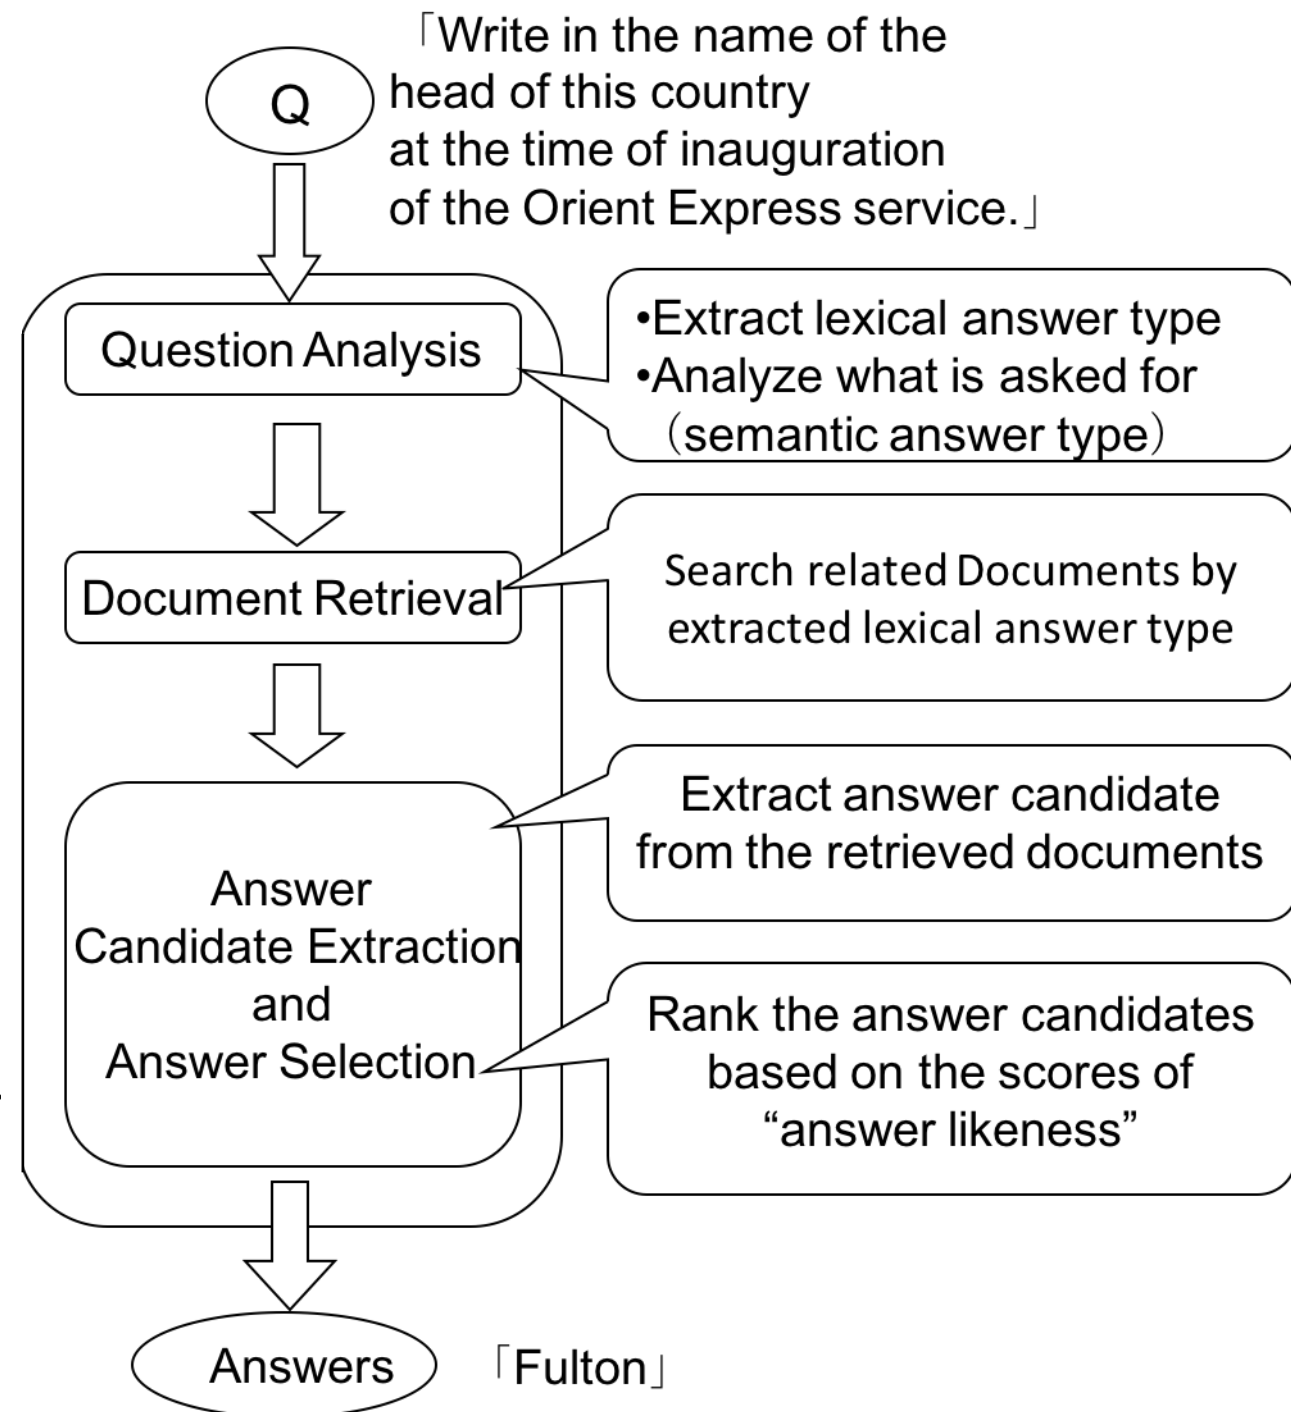 「Write in the name of the
Q
head of this country
at the time of inauguration
of the Orient Express service.」
Question Analysis
•Extract lexical answer type
•Analyze what is asked for
（semantic answer type）
Document Retrieval
Search related Documents by
extracted lexical answer type
Answer
Candidate Extraction
and
Answer Selection
Extract answer candidate
from the retrieved documents
Rank the answer candidates
based on the scores of
“answer likeness”
Answers
「Fulton」